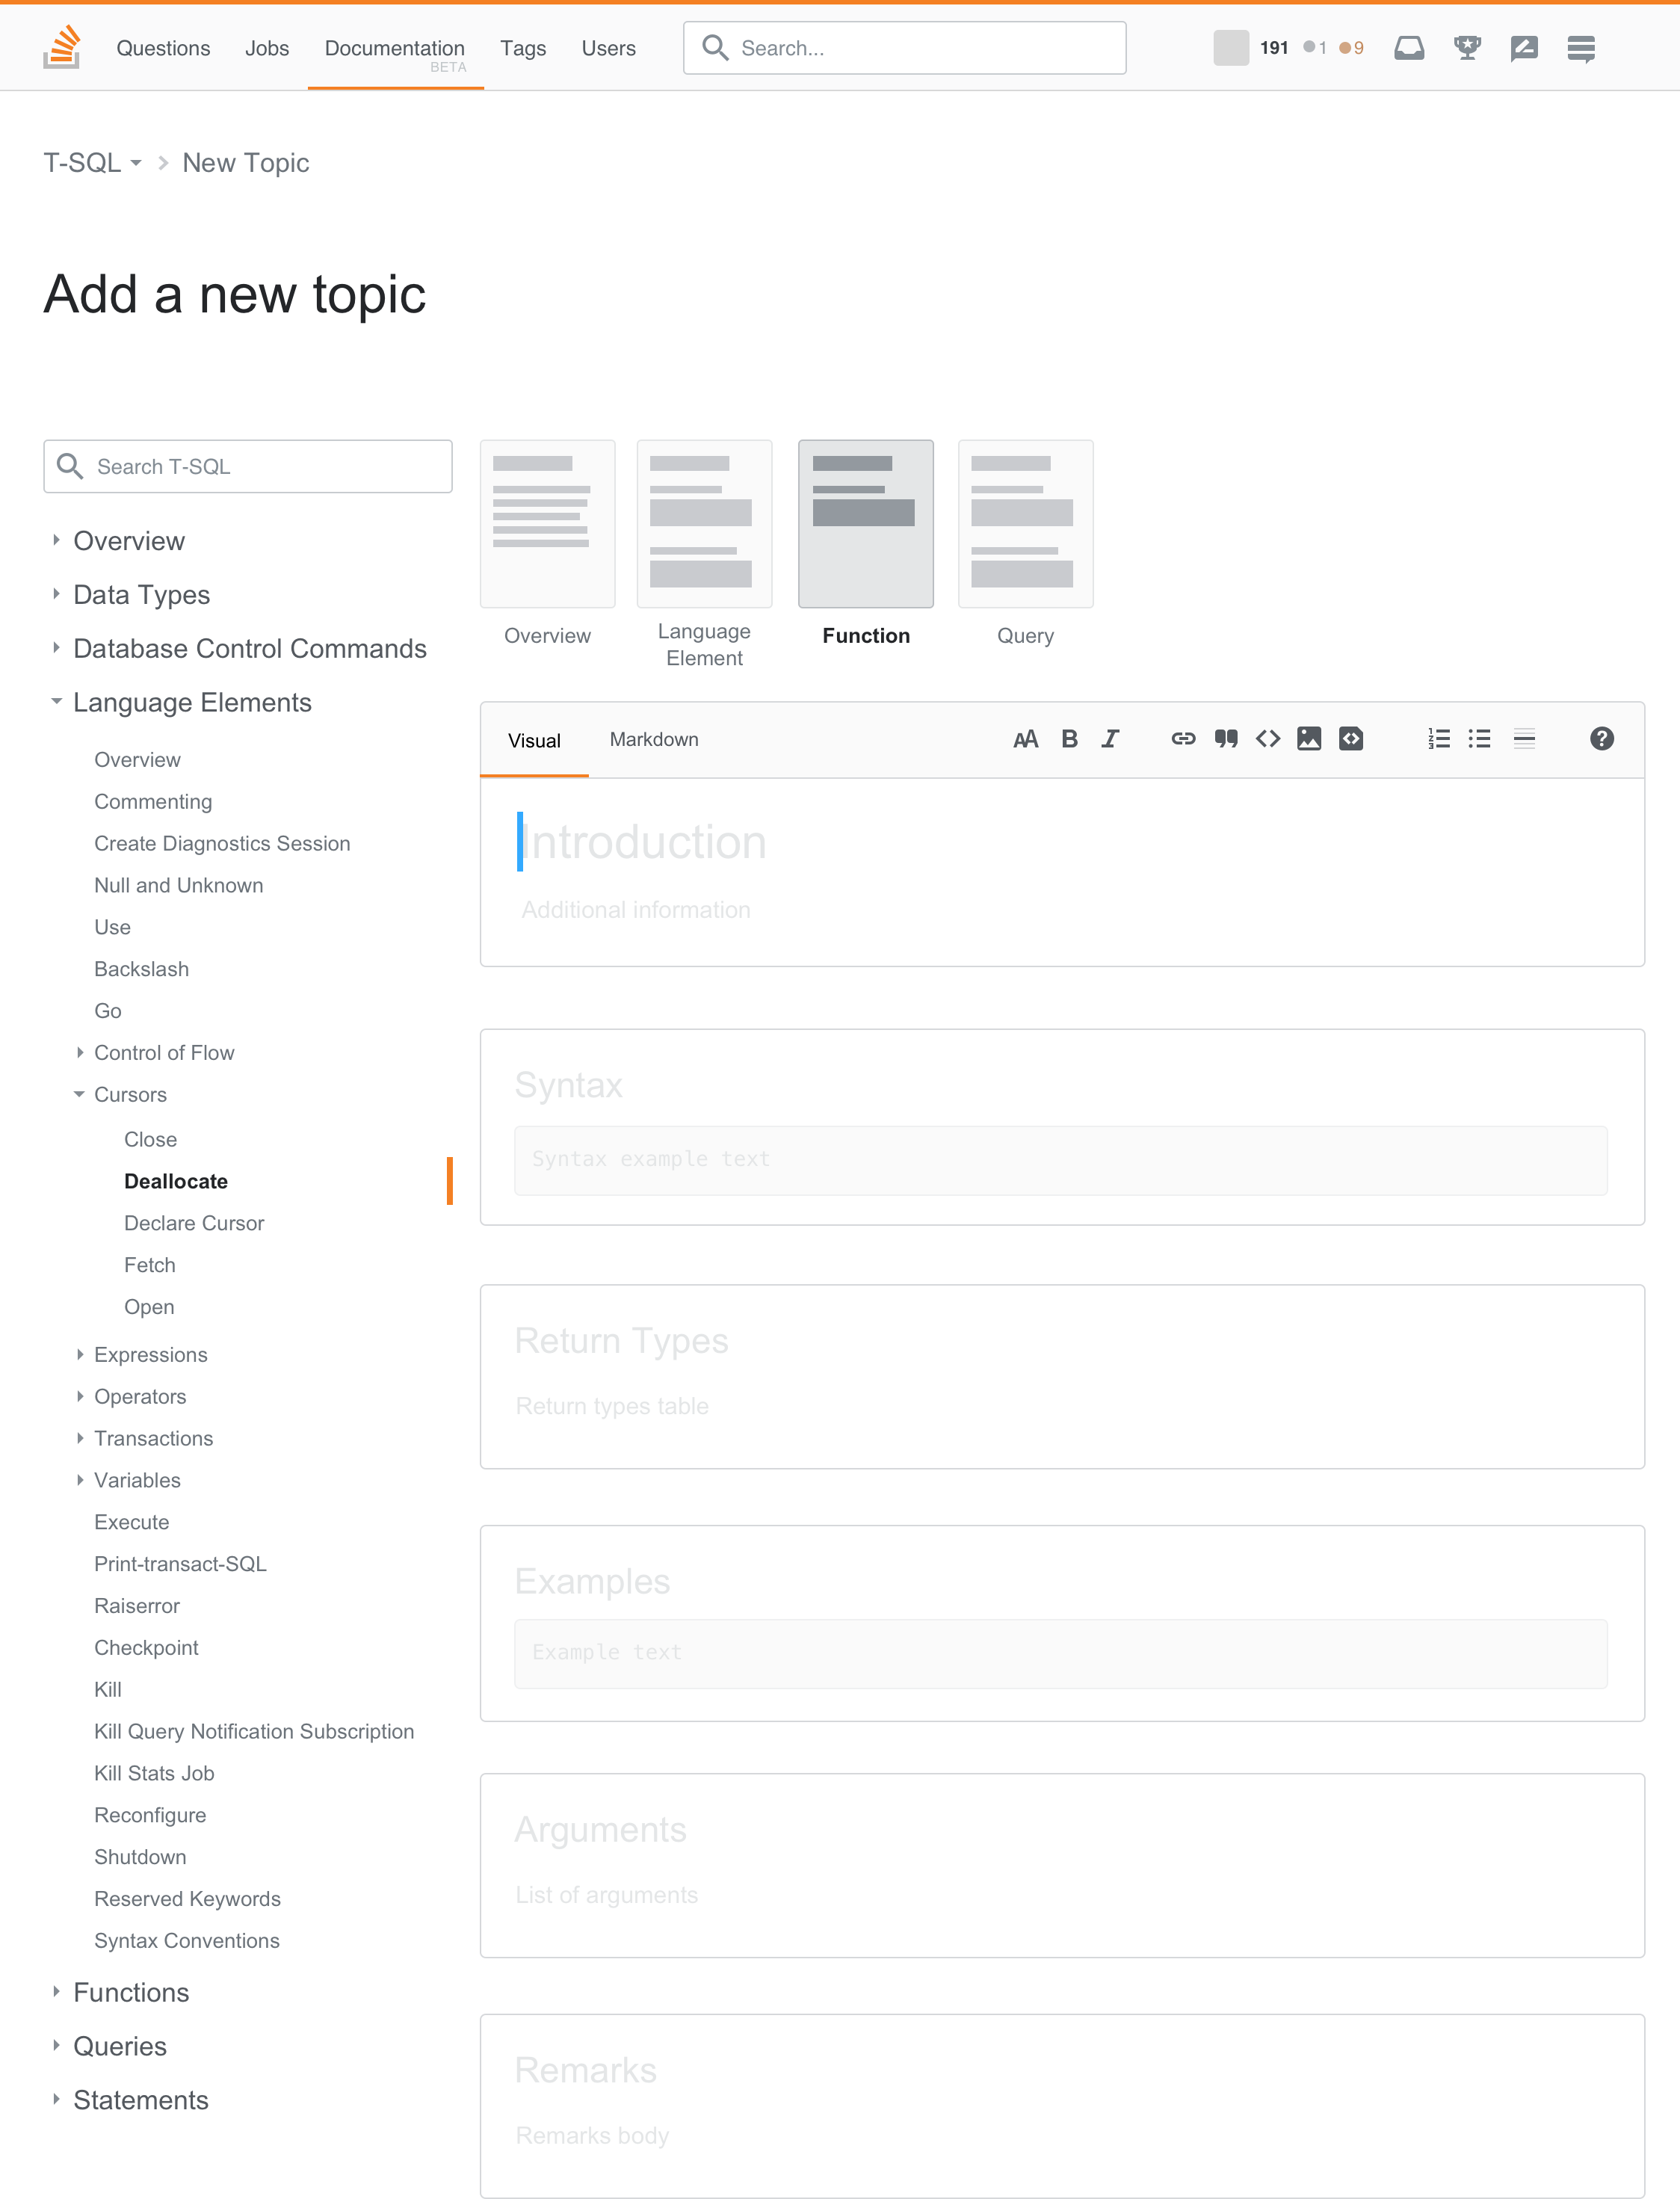 Questions
Jobs
Documentation
BETA
Tags
Users
Search...
191
1
9
T-SQL
New Topic
Add a new topic
Search T-SQL
Overview
Data Types
Database Control Commands
Language Elements
Overview
Commenting
Create Diagnostics Session
Null and Unknown
Use
Backslash
Go
Control of Flow
Cursors
Close
Deallocate
Declare Cursor
Fetch
Open
Expressions
Operators
Transactions
Variables
Execute
Print-transact-SQL
Raiserror
Checkpoint
Kill
Kill Query Notification Subscription
Kill Stats Job
Reconfigure
Shutdown
Reserved Keywords
Syntax Conventions
Functions
Queries
Statements
Overview
Language
Element
Function
Query
Visual
Markdown
AA
B
I
Introduction
Additional information
Syntax
Syntax example text
Return Types
Return types table
Examples
Example text
Arguments
List of arguments
Remarks
Remarks body